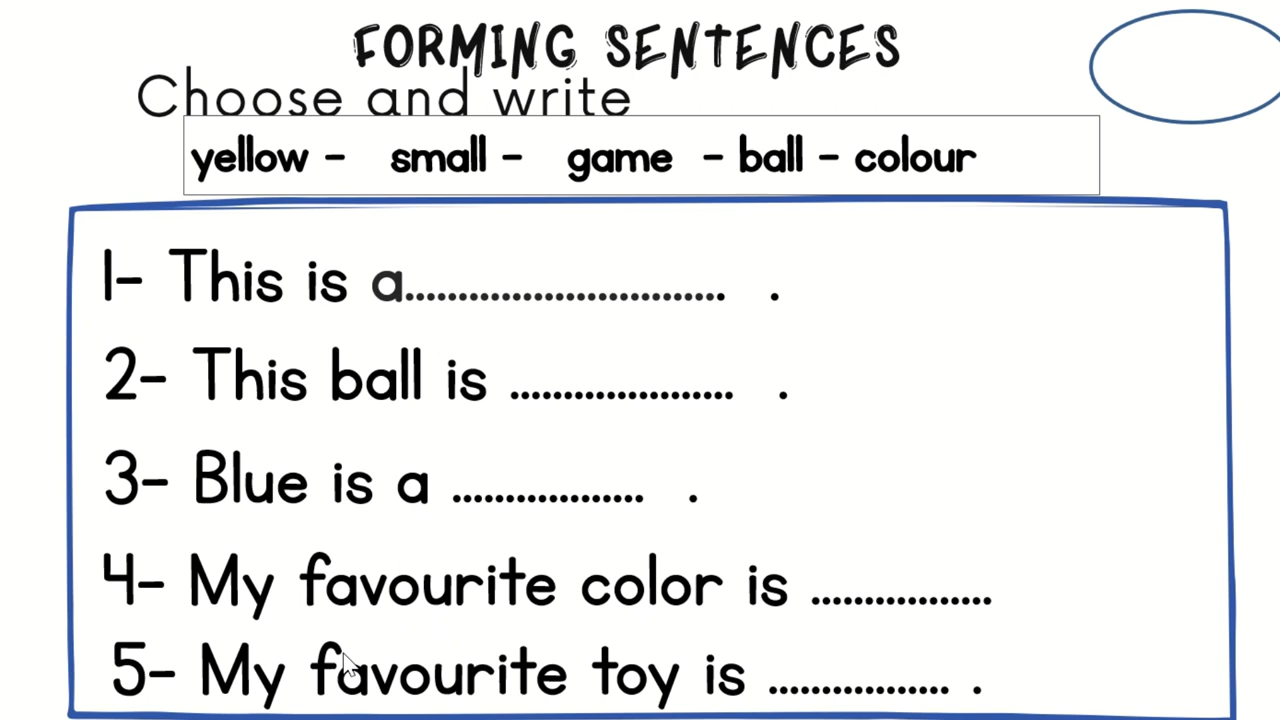 FORMING SENTENCES
Choose and write
yellow - small - game - ball - colour
1- This is a............................ .
2- This ball is ..................... .
3- Blue is a .................. .
4- My favourite color is .................
5- My favourite toy is ................. .